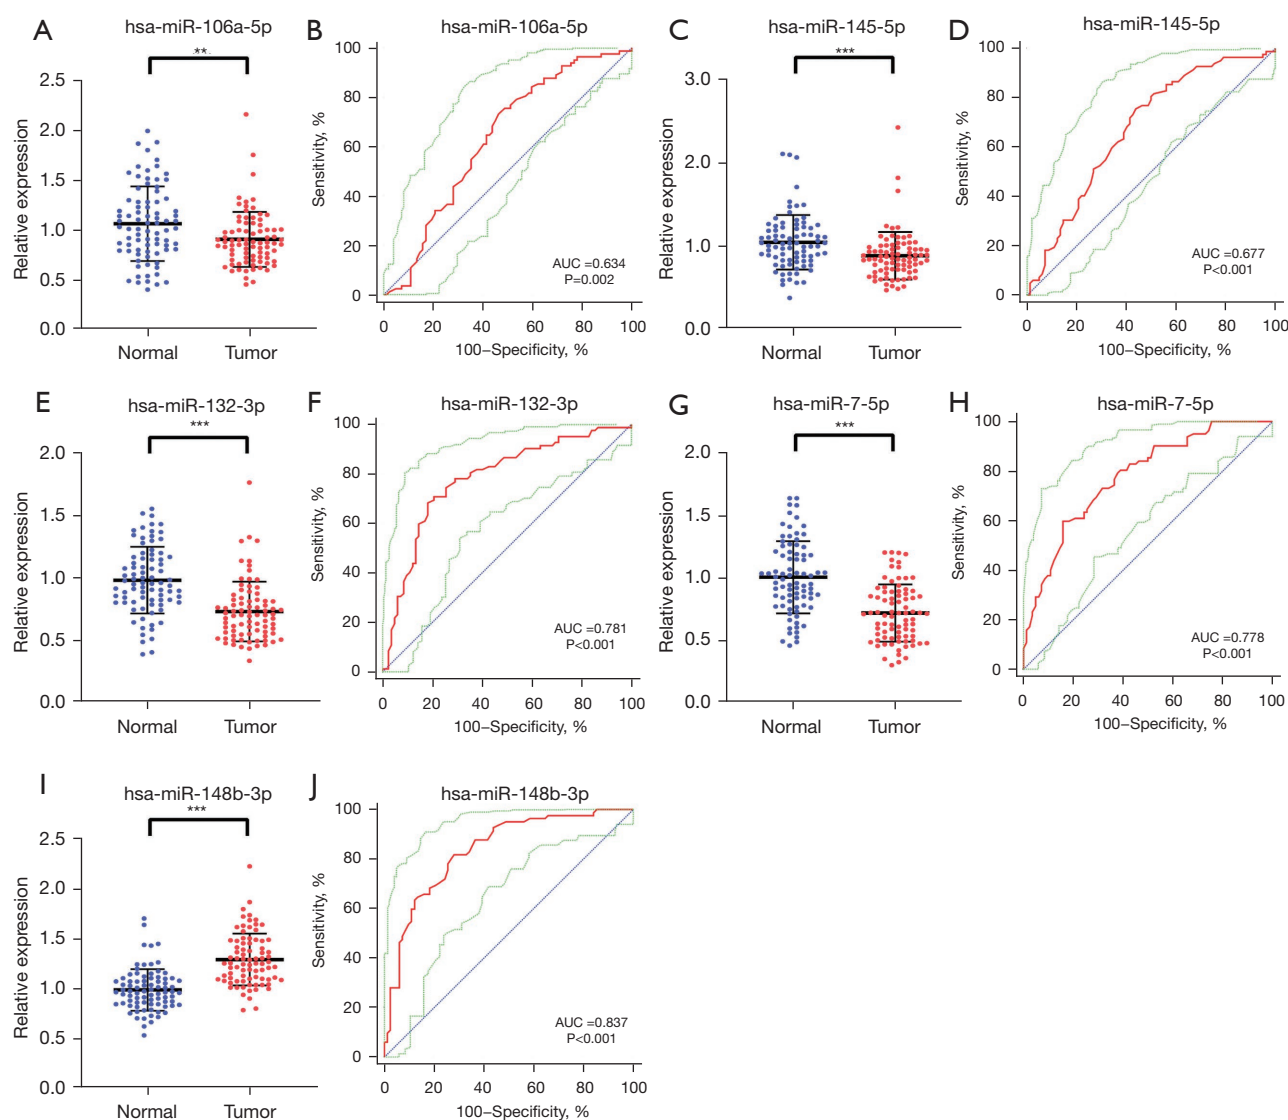 A
hsa-miR-106a-5p
**
Relative expression
2.5
2.0
1.5
1.0
0.5
0.0
Normal Tumor
B
hsa-miR-106a-5p
Sensitivity, %
100
80
60
40
20
0
AUC =0.634
P=0.002
0 20 40 60 80 100
100–Specificity, %
C
hsa-miR-145-5p
***
Relative expression
3.0
2.0
1.0
0.0
Normal Tumor
D
hsa-miR-145-5p
Sensitivity, %
100
80
60
40
20
0
AUC =0.677
P<0.001
0 20 40 60 80 100
100–Specificity, %
E
hsa-miR-132-3p
***
Relative expression
2.0
1.5
1.0
0.5
0.0
Normal Tumor
F
hsa-miR-132-3p
Sensitivity, %
100
80
60
40
20
0
AUC =0.781
P<0.001
0 20 40 60 80 100
100–Specificity, %
G
hsa-miR-7-5p
***
Relative expression
2.0
1.5
1.0
0.5
0.0
Normal Tumor
H
hsa-miR-7-5p
Sensitivity, %
100
80
60
40
20
0
AUC =0.778
P<0.001
0 20 40 60 80 100
100–Specificity, %
I
hsa-miR-148b-3p
***
Relative expression
2.5
2.0
1.5
1.0
0.5
0.0
Normal Tumor
J
hsa-miR-148b-3p
Sensitivity, %
100
80
60
40
20
0
AUC =0.837
P<0.001
0 20 40 60 80 100
100–Specificity, %